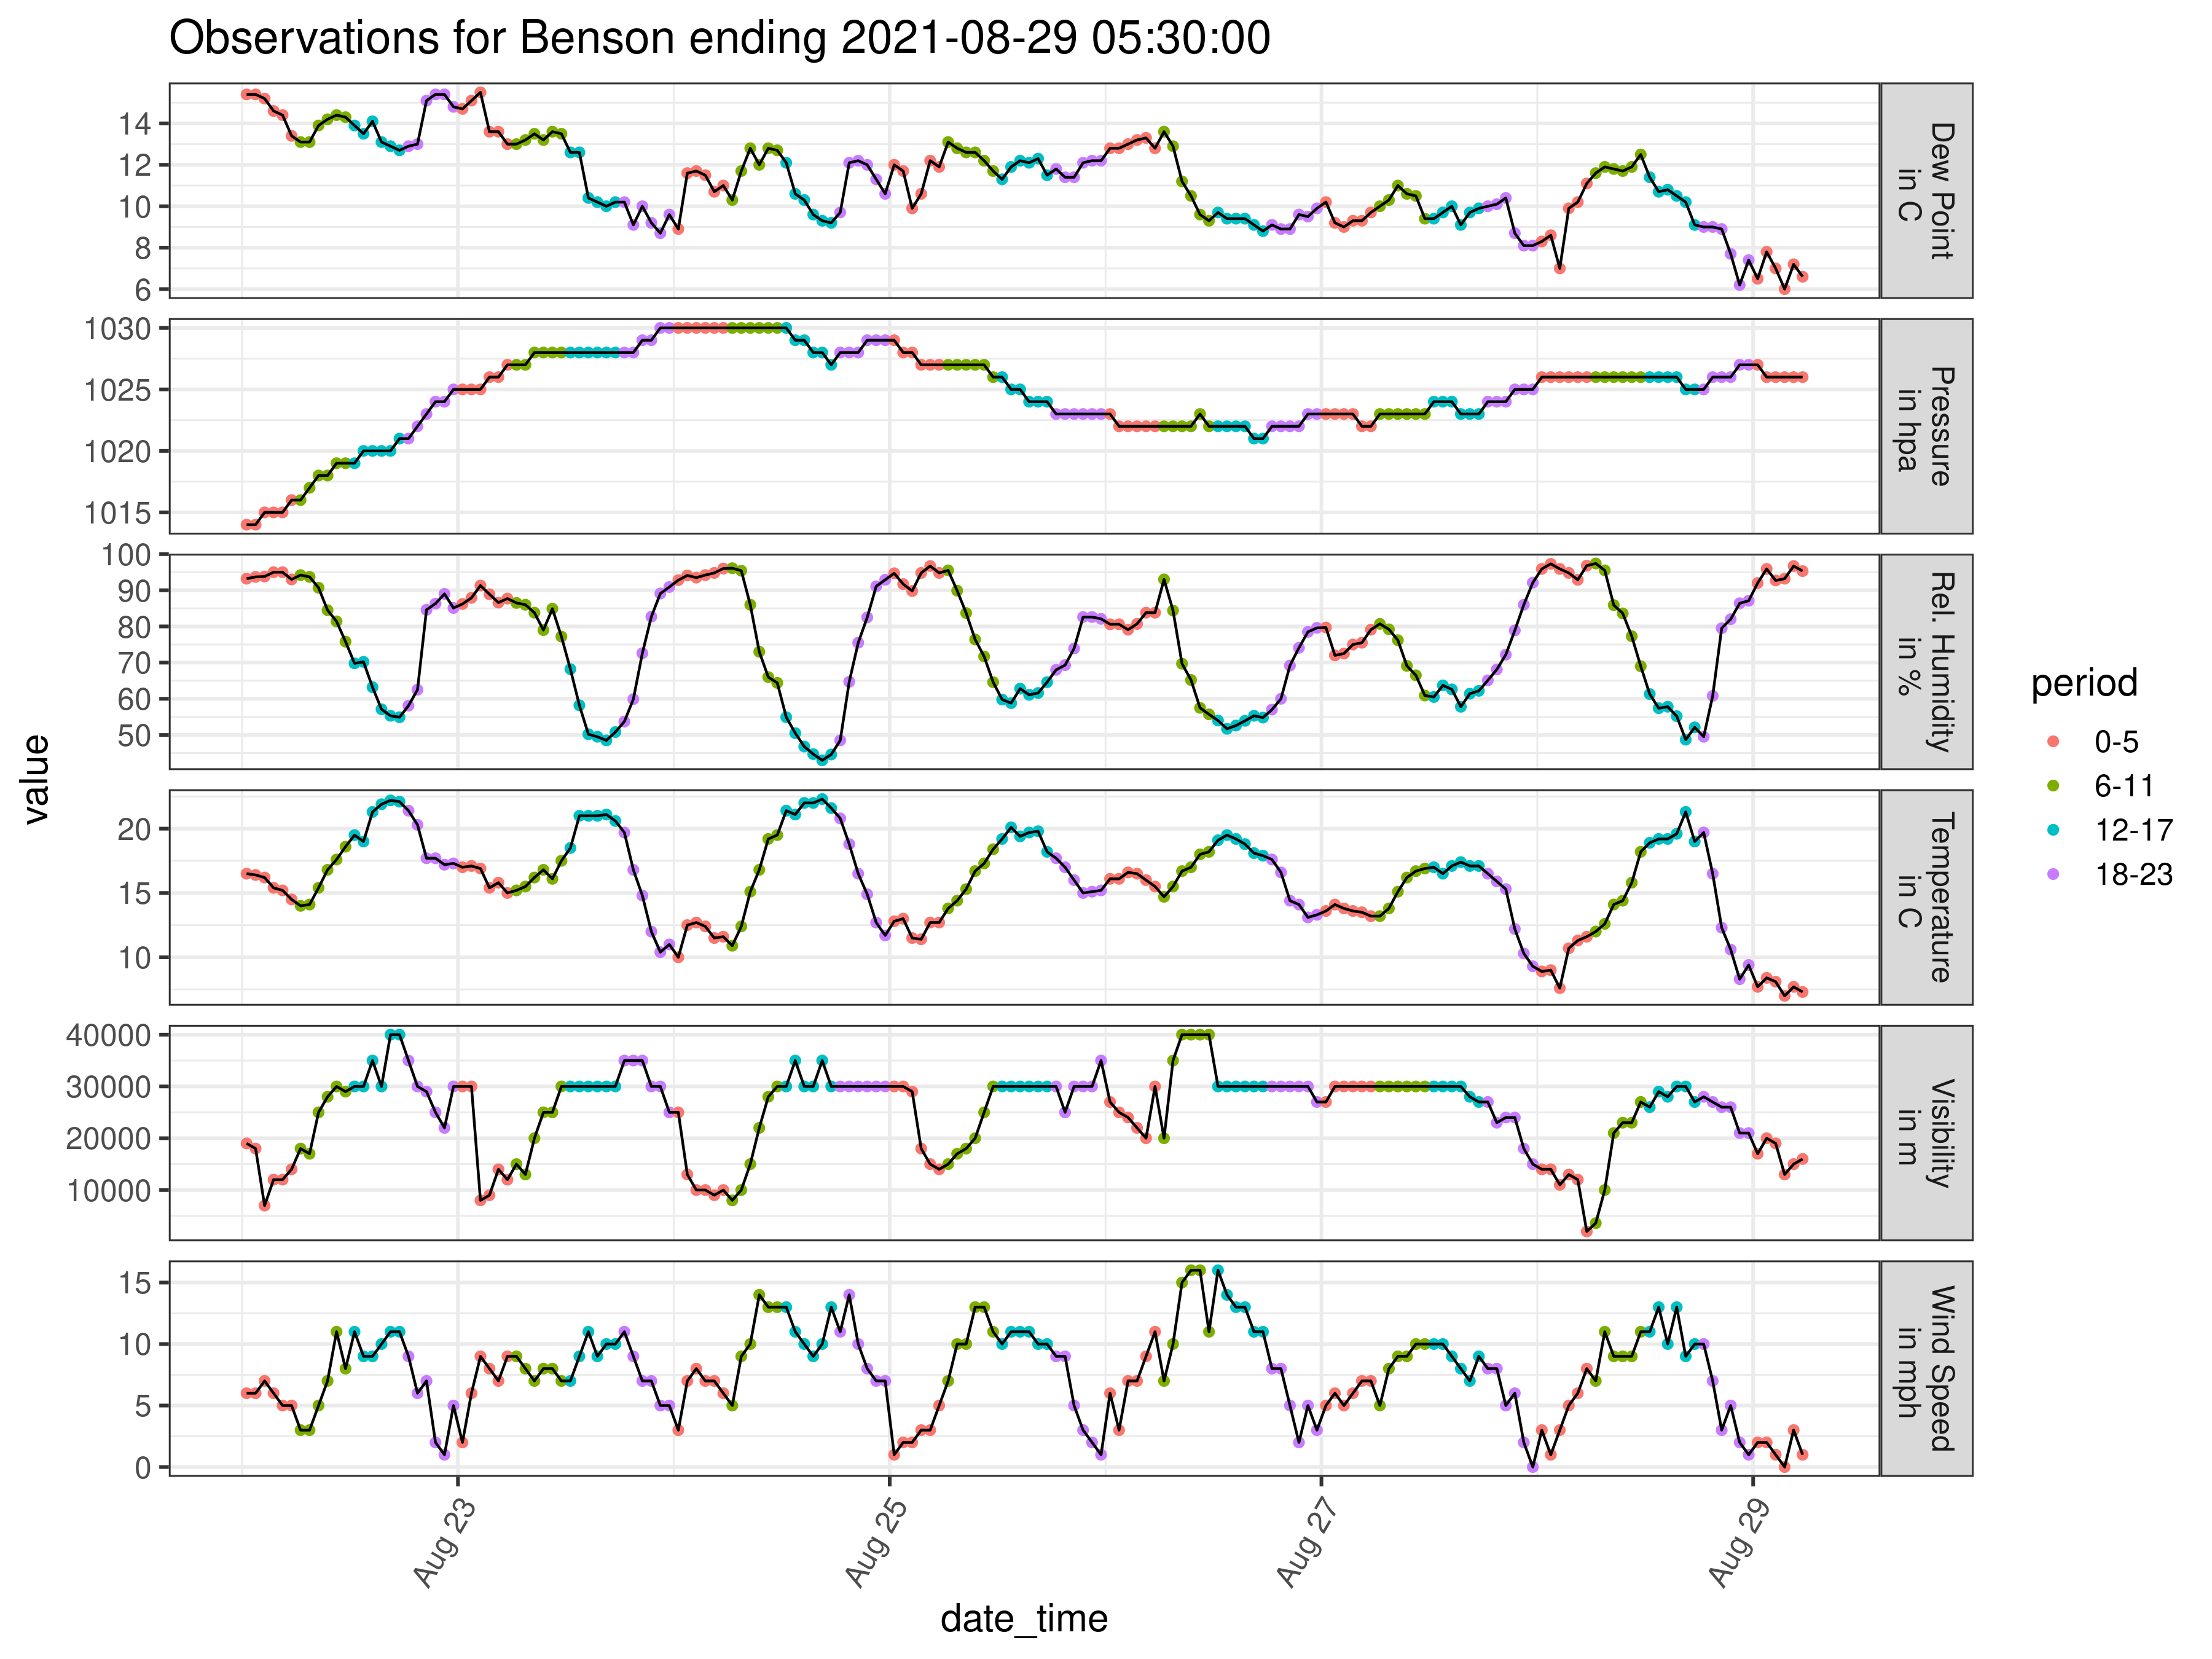 Observations for Benson ending 2021-08-29 05:30:00
value
14
12
10
8
6
Dew Point
in C
1030
1025
1020
1015
Pressure
in hpa
100
90
80
70
60
50
Rel. Humidity
in %
20
15
10
Temperature
in C
40000
30000
20000
10000
Visibility
in m
15
10
5
0
Wind Speed
in mph
Aug 23
Aug 25
Aug 27
Aug 29
date_time
period
0-5
6-11
12-17
18-23